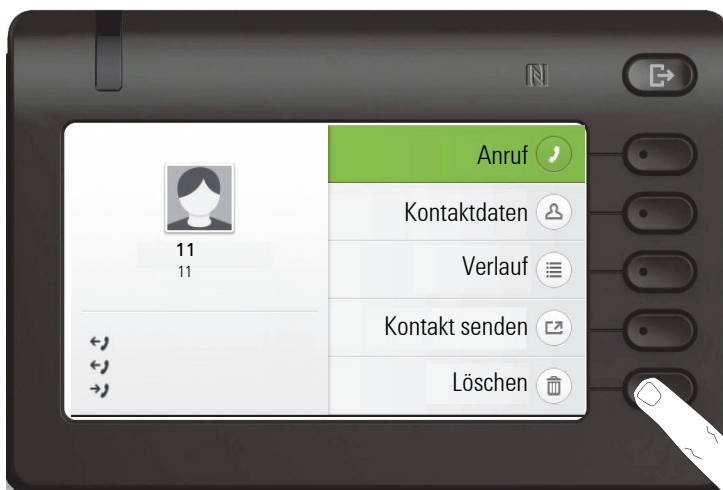 Anruf
Kontaktdaten
11
11
Verlauf
Kontakt senden
Löschen